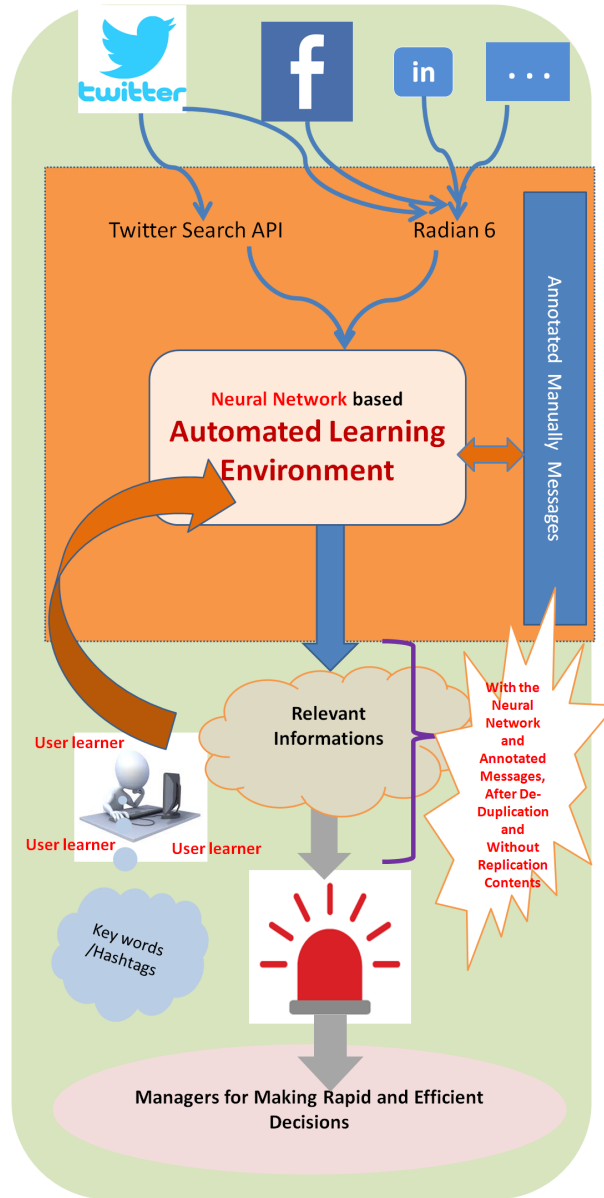 twitter
f
in
...
Twitter Search API
Radian 6
Annotated Manually Messages
Neural Network based
Automated Learning
Environment
Relevant
Informations
With the
Neural
Network
and
Annotated
Messages,
After De-
Duplication
and
Without
Replication
Contents
User learner
User learner
User learner
Key words
/Hashtags
Managers for Making Rapid and Efficient
Decisions